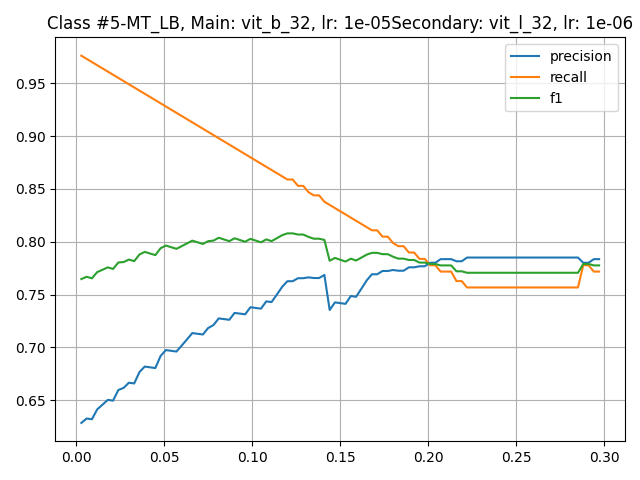 Class #5-MT_LB, Main: vit_b_32, lr: 1e-05Secondary: vit_l_32, lr: 1e-06
precision
recall
f1
0.95
0.90
0.85
0.80
0.75
0.70
0.65
0.00 0.05 0.10 0.15 0.20 0.25 0.30